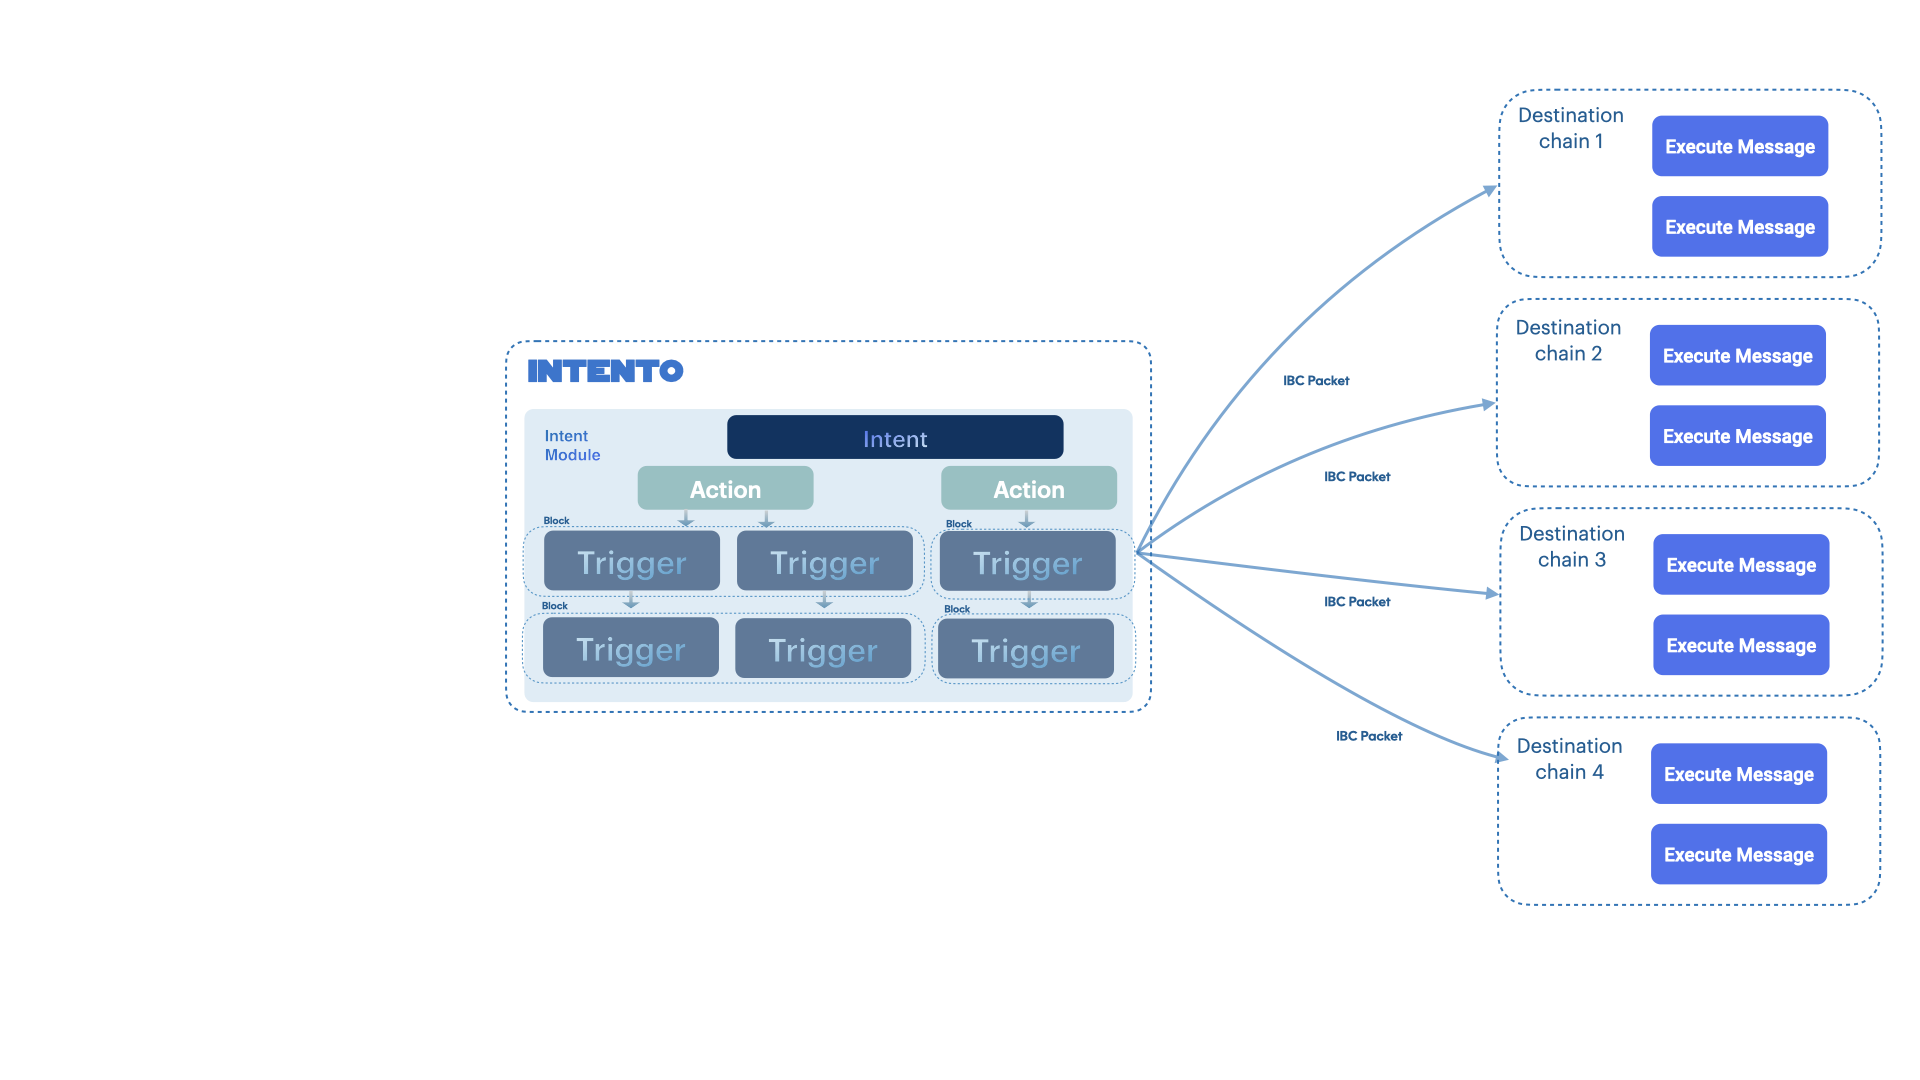 INTENTO
Intent
Module
Intent
Action
Action
Block
Block
Trigger
Trigger
Trigger
Block
Block
Trigger
Trigger
Trigger
IBC Packet
IBC Packet
IBC Packet
IBC Packet
Destination
chain 1
Execute Message
Execute Message
Destination
chain 2
Execute Message
Execute Message
Destination
chain 3
Execute Message
Execute Message
Destination
chain 4
Execute Message
Execute Message